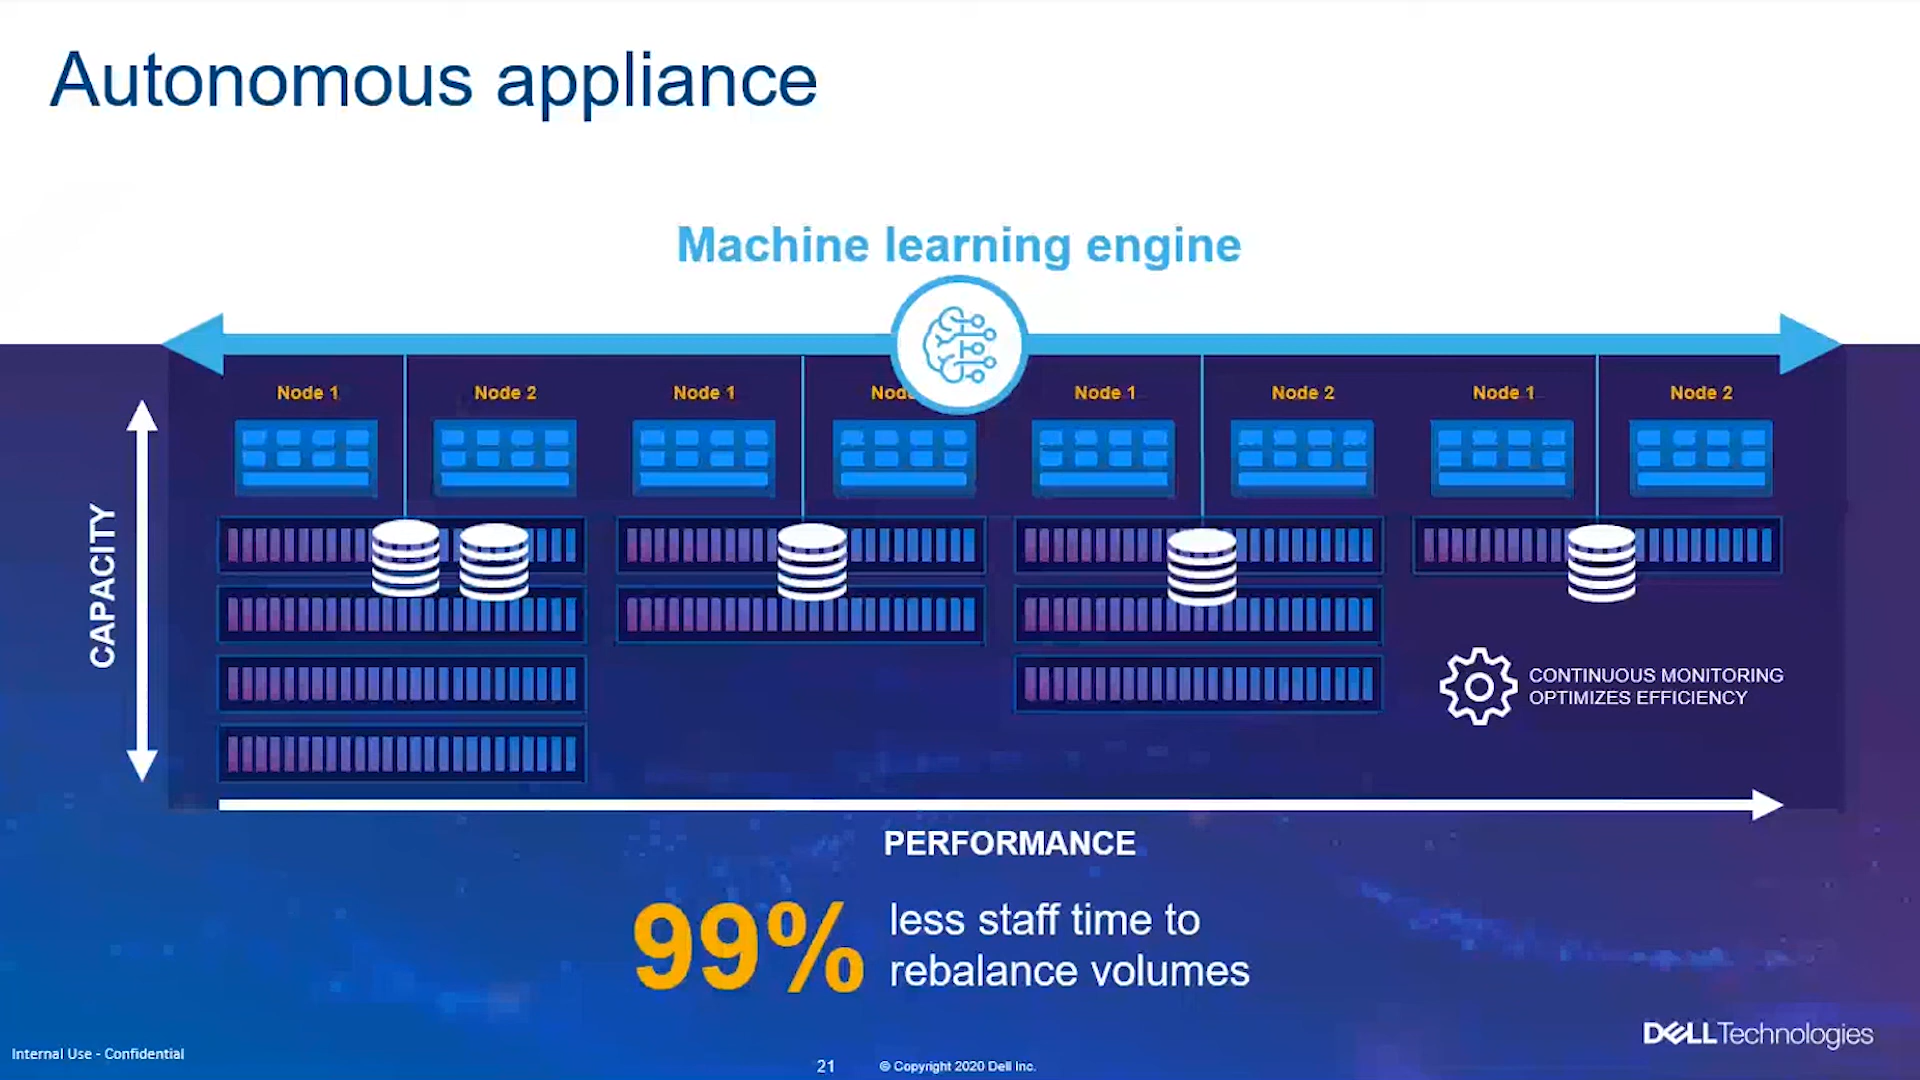 Autonomous appliance
Machine learning engine
Node 1
Node 2
Node 1
Node 1
Node 2
Node 1
Node 2
CAPACITY
CONTINUOUS MONITORING
OPTIMIZES EFFICIENCY
PERFORMANCE
99%
less staff time to
rebalance volumes
DELLTechnologies
Internal Use - Confidential
21
© Copyright 2020 Dell Inc.